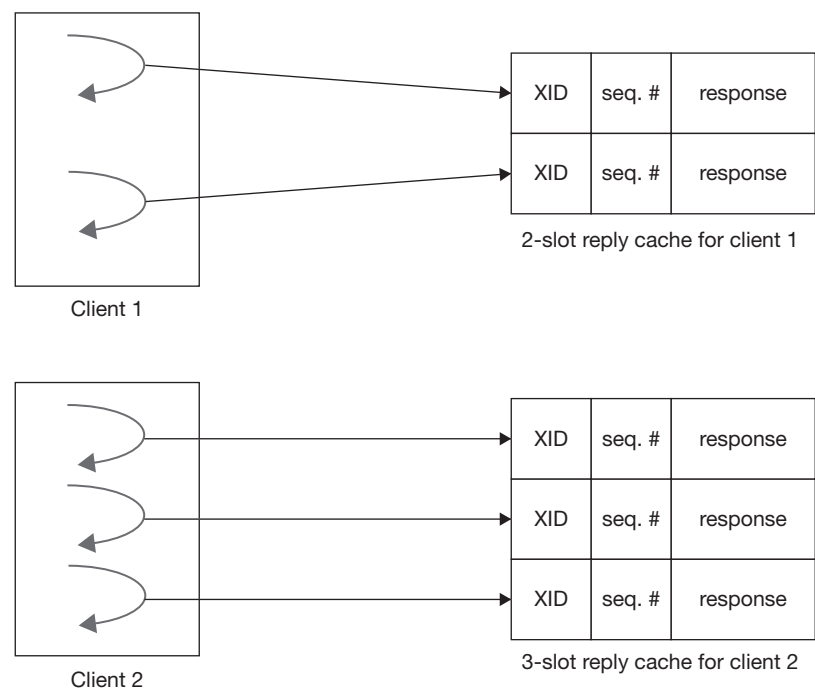 XID seq. # response
XID seq. # response
2-slot reply cache for client 1
Client 1
XID seq. # response
XID seq. # response
XID seq. # response
3-slot reply cache for client 2
Client 2